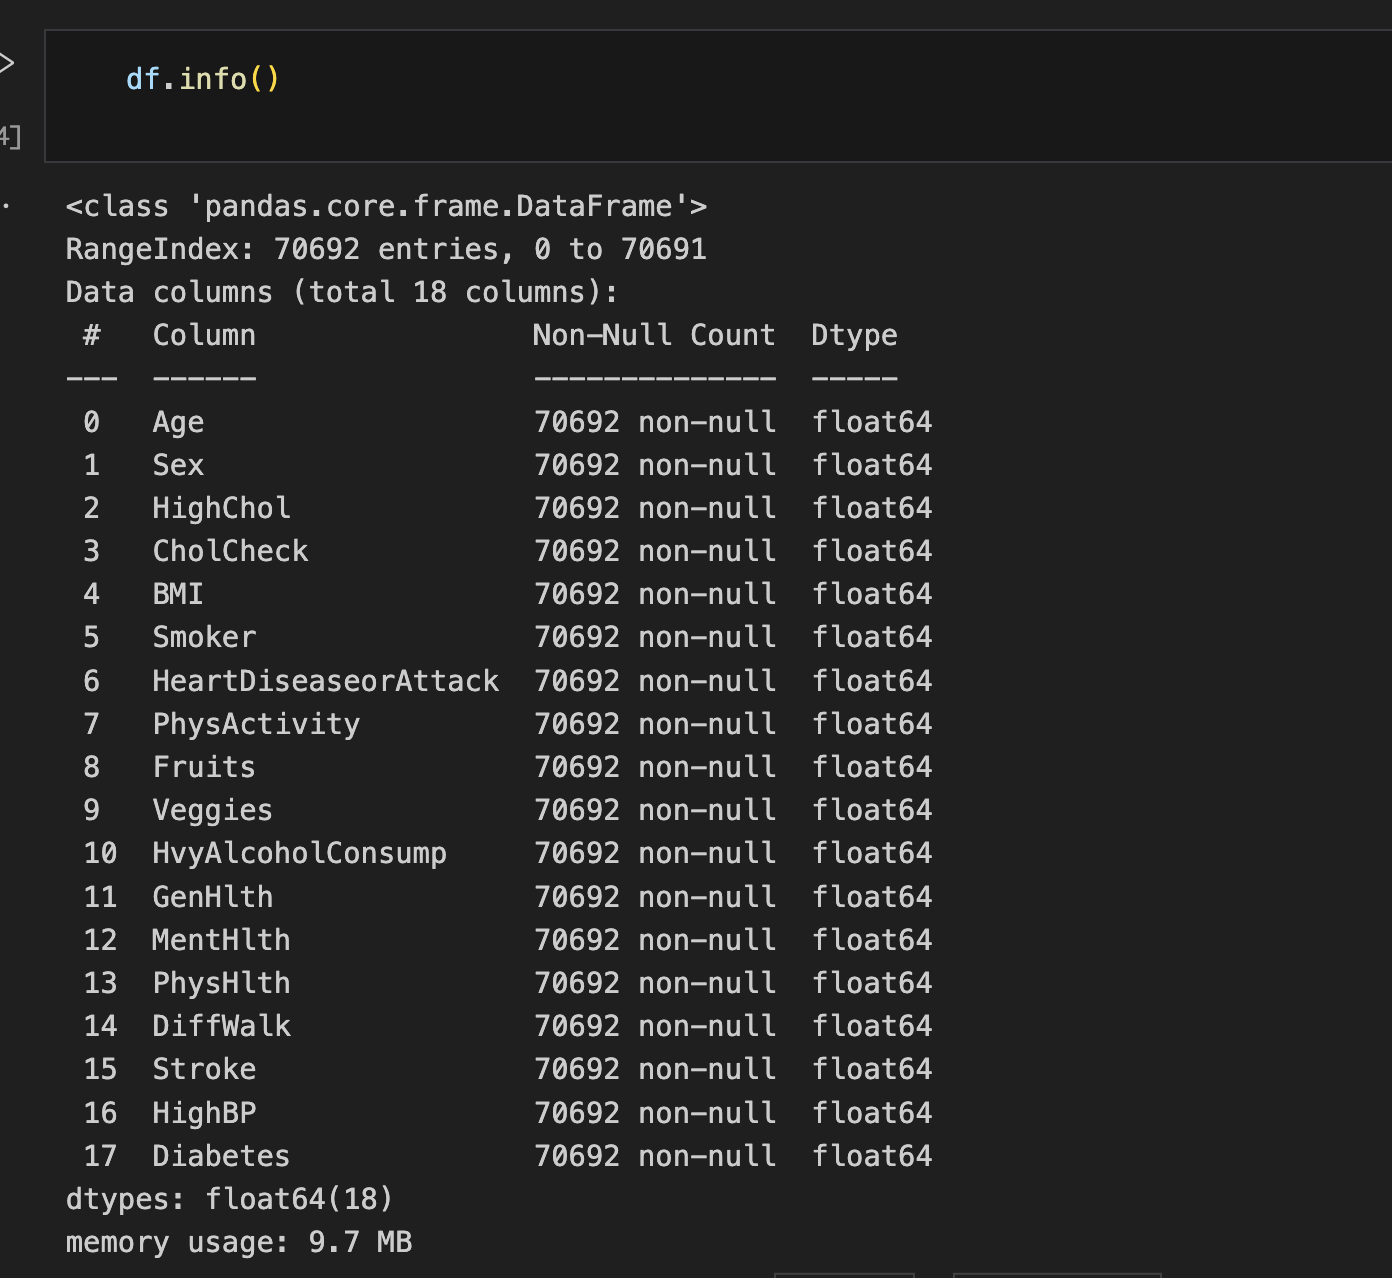 df.info()
4]
<class 'pandas.core.frame.DataFrame'>
RangeIndex: 70692 entries, 0 to 70691
Data columns (total 18 columns):
 #   Column                Non-Null Count  Dtype
---  ------                --------------  -----
 0   Age                   70692 non-null  float64
 1   Sex                   70692 non-null  float64
 2   HighChol              70692 non-null  float64
 3   CholCheck             70692 non-null  float64
 4   BMI                   70692 non-null  float64
 5   Smoker                70692 non-null  float64
 6   HeartDiseaseorAttack  70692 non-null  float64
 7   PhysActivity          70692 non-null  float64
 8   Fruits                70692 non-null  float64
 9   Veggies               70692 non-null  float64
 10  HvyAlcoholConsump     70692 non-null  float64
 11  GenHlth               70692 non-null  float64
 12  MentHlth              70692 non-null  float64
 13  PhysHlth              70692 non-null  float64
 14  DiffWalk              70692 non-null  float64
 15  Stroke                70692 non-null  float64
 16  HighBP                70692 non-null  float64
 17  Diabetes              70692 non-null  float64
dtypes: float64(18)
memory usage: 9.7 MB